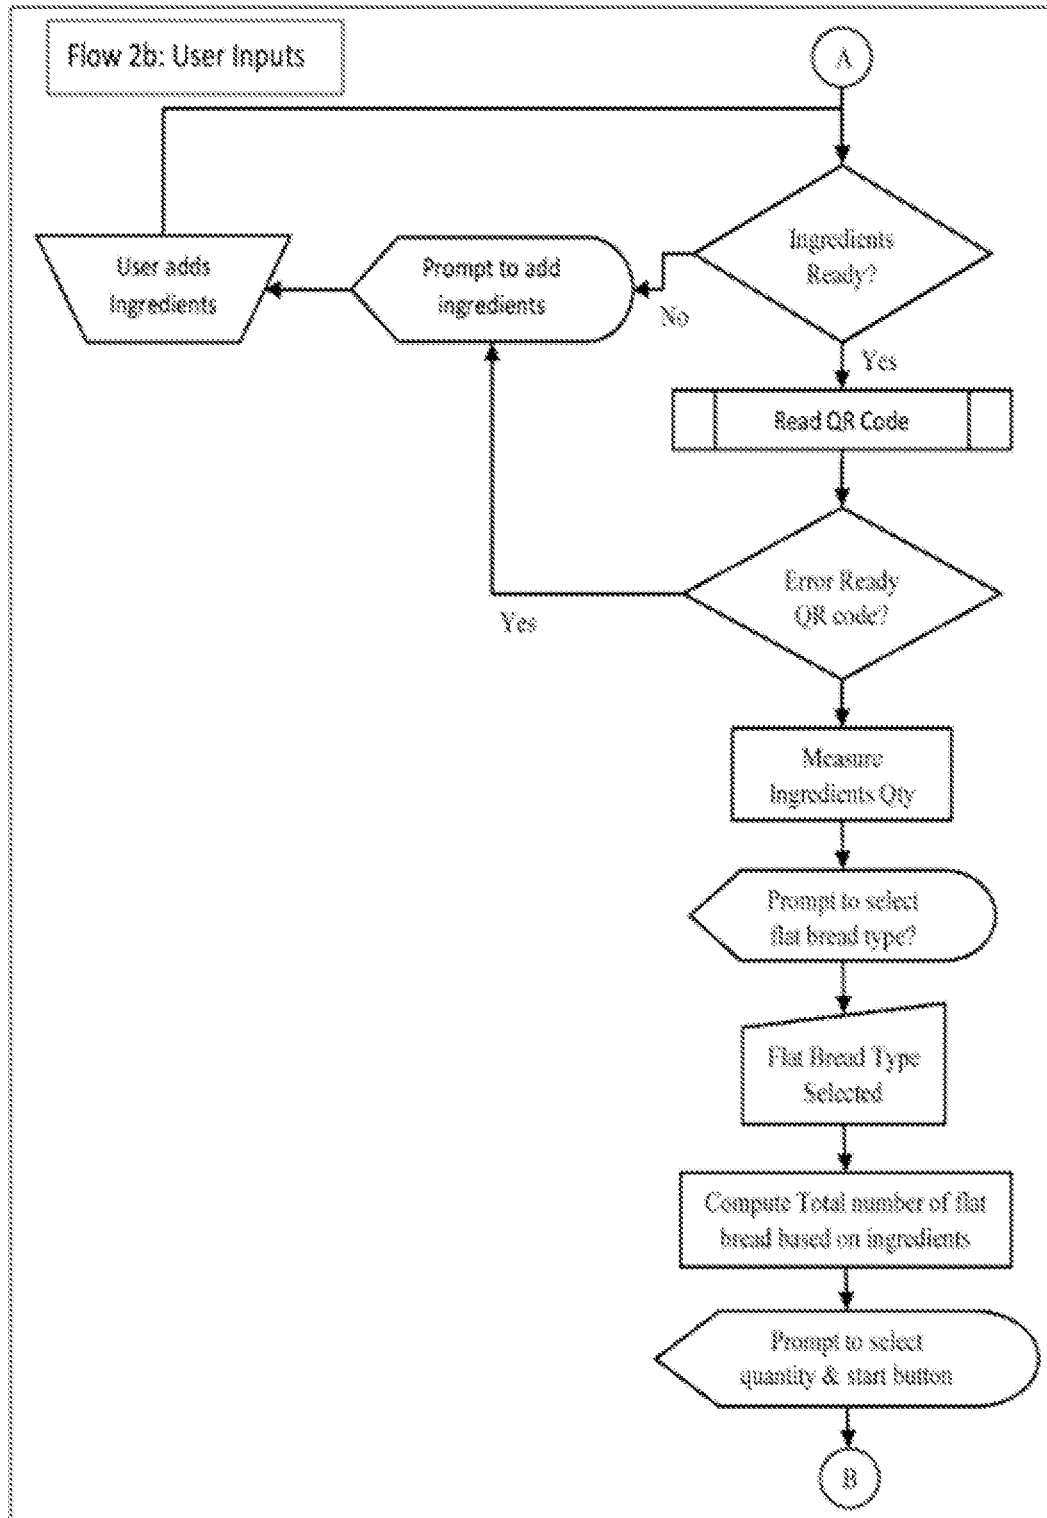 Flow 2b: User Inputs
A
Ingredients
Ready?
User adds
Ingredients
Prompt to add
ingredients
No
Yes
Read QR Code
Error Ready
QR code?
Yes
Measure
Ingredients Qty
Prompt to select
flat bread type?
Flat Bread Type
Selected
Compute Total number of flat
bread based on ingredients
Prompt to select
quantity & start button
B